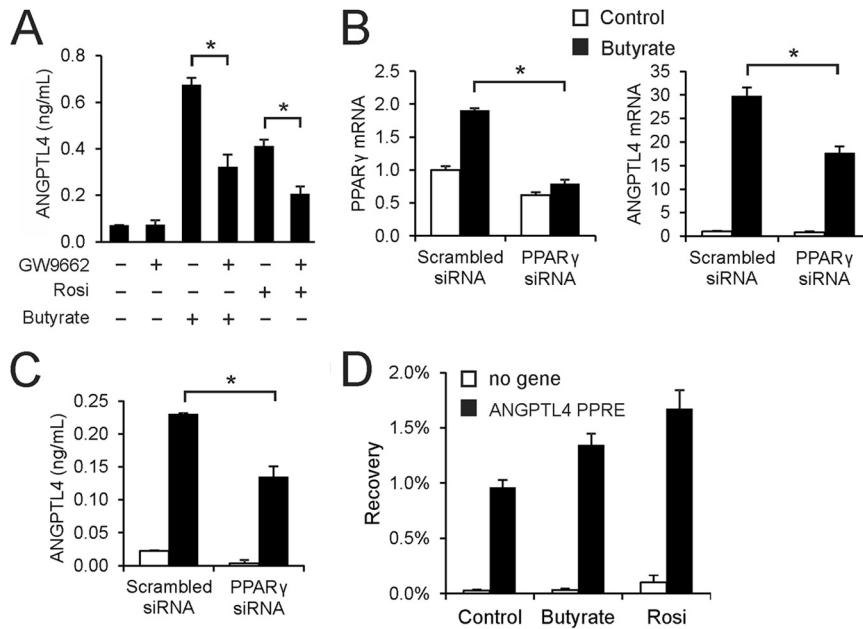 A
ANGPTL4 (ng/mL)
0.8
0.6
0.4
0.2
0.0
*
*
GW9662 – + – + – +
Rosi – – – – + +
Butyrate – – + + – –
B
Control
Butyrate
PPARγ mRNA
2.5
2.0
1.5
1.0
0.5
0.0
*
Scrambled
siRNA
PPARγ
siRNA
ANGPTL4 mRNA
35
30
25
20
15
10
5
0
*
Scrambled
siRNA
PPARγ
siRNA
C
ANGPTL4 (ng/mL)
0.25
0.20
0.15
0.10
0.05
0.00
*
Scrambled
siRNA
PPARγ
siRNA
D
no gene
ANGPTL4 PPRE
Recovery
2.0%
1.5%
1.0%
0.5%
0.0%
Control
Butyrate
Rosi